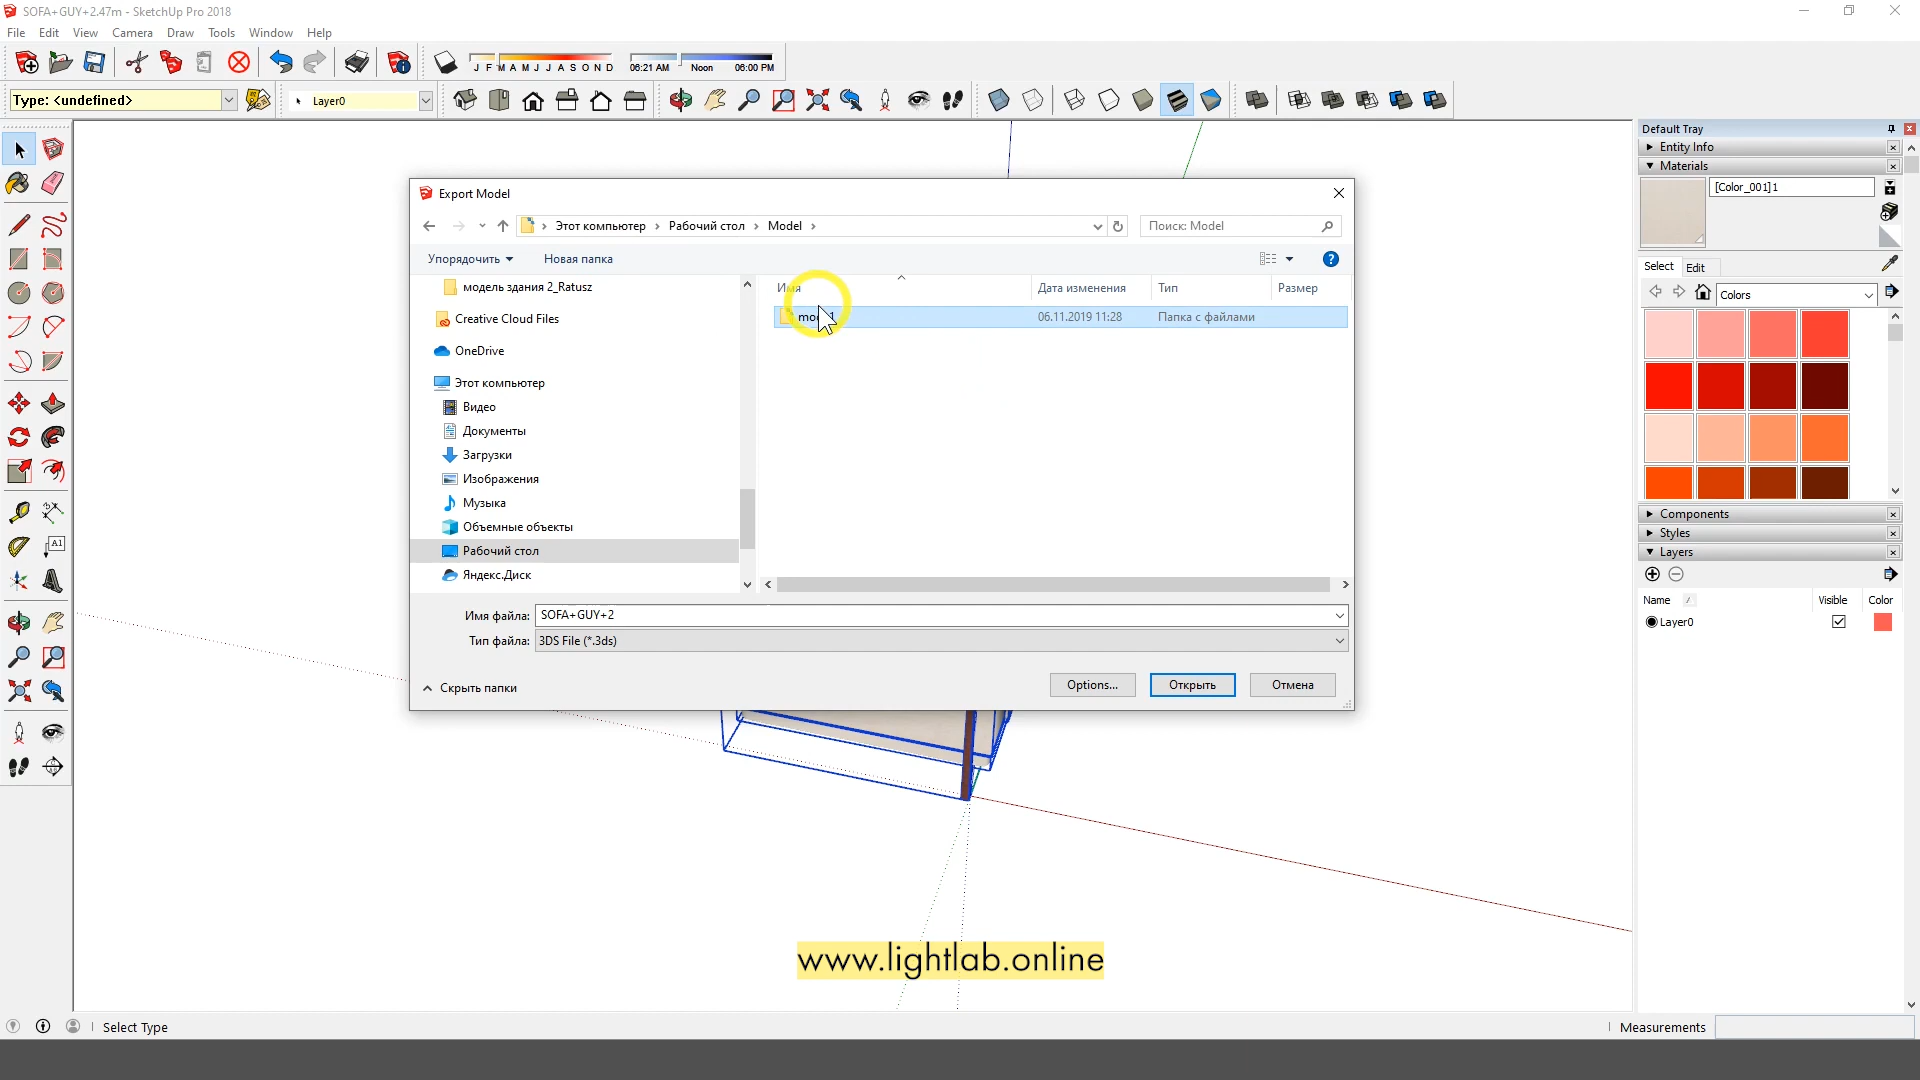 SOFA+GUY+2.47m - SketchUp Pro 2018
File Edit View Camera Draw Tools Window Help
J F M A M J J A S O N D 06:21 AM Noon 06:00 PM
Type: <undefined> Layer0
Default Tray
Entity Info
Materials
[Color_001]1
Select Edit
Colors
Components
Styles
Layers
Name Visible Color
Layer0
Export Model
Этот компьютер Рабочий стол Model
Поиск: Model
Упорядочить Новая папка
модель здания 2_Ratusz
Creative Cloud Files
OneDrive
Этот компьютер
Видео
Документы
Загрузки
Изображения
Музыка
Объемные объекты
Рабочий стол
Яндекс.Диск
Имя Дата изменения Тип Размер
06.11.2019 11:28 Папка с файлами
Имя файла: SOFA+GUY+2
Тип файла: 3DS File (*.3ds)
Скрыть папки
Options... Открыть Отмена
A1
www.lightlab.online
Select Type
Measurements